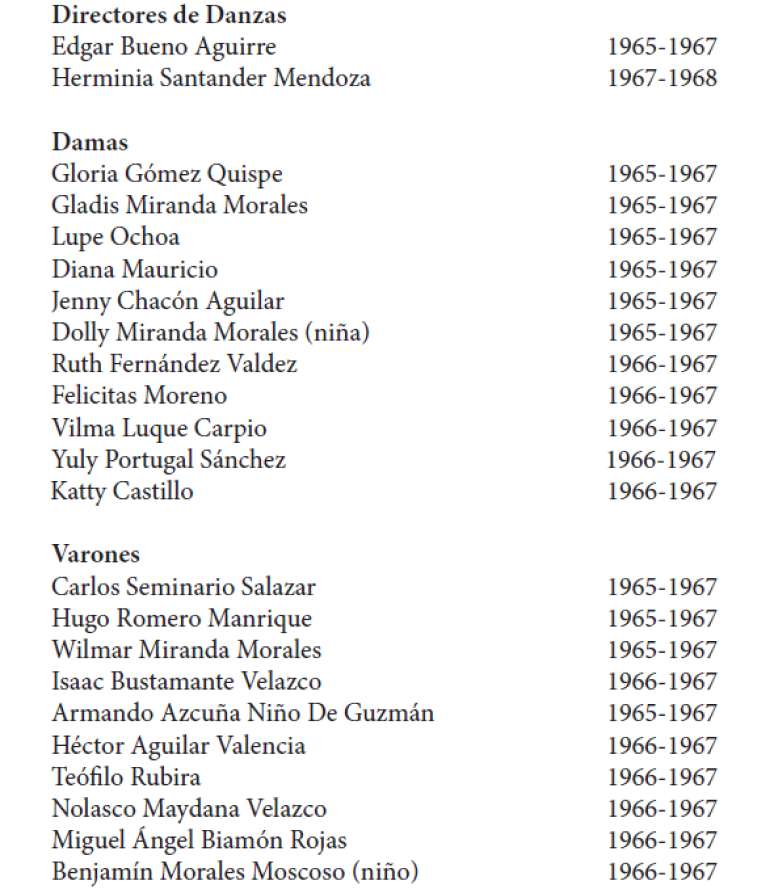 Directores de Danzas
Edgar Bueno Aguirre 1965-1967
Herminia Santander Mendoza 1967-1968
Damas
Gloria Gómez Quispe 1965-1967
Gladis Miranda Morales 1965-1967
Lupe Ochoa 1965-1967
Diana Mauricio 1965-1967
Jenny Chacón Aguilar 1965-1967
Dolly Miranda Morales (niña) 1965-1967
Ruth Fernández Valdez 1966-1967
Felicitas Moreno 1966-1967
Vilma Luque Carpio 1966-1967
Yuly Portugal Sánchez 1966-1967
Katty Castillo 1966-1967
Varones
Carlos Seminario Salazar 1965-1967
Hugo Romero Manrique 1965-1967
Wilmar Miranda Morales 1965-1967
Isaac Bustamante Velazco 1966-1967
Armando Azcuña Niño De Guzmán 1965-1967
Héctor Aguilar Valencia 1966-1967
Teófilo Rubira 1966-1967
Nolasco Maydana Velazco 1966-1967
Miguel Ángel Biamón Rojas 1966-1967
Benjamín Morales Moscoso (niño) 1966-1967